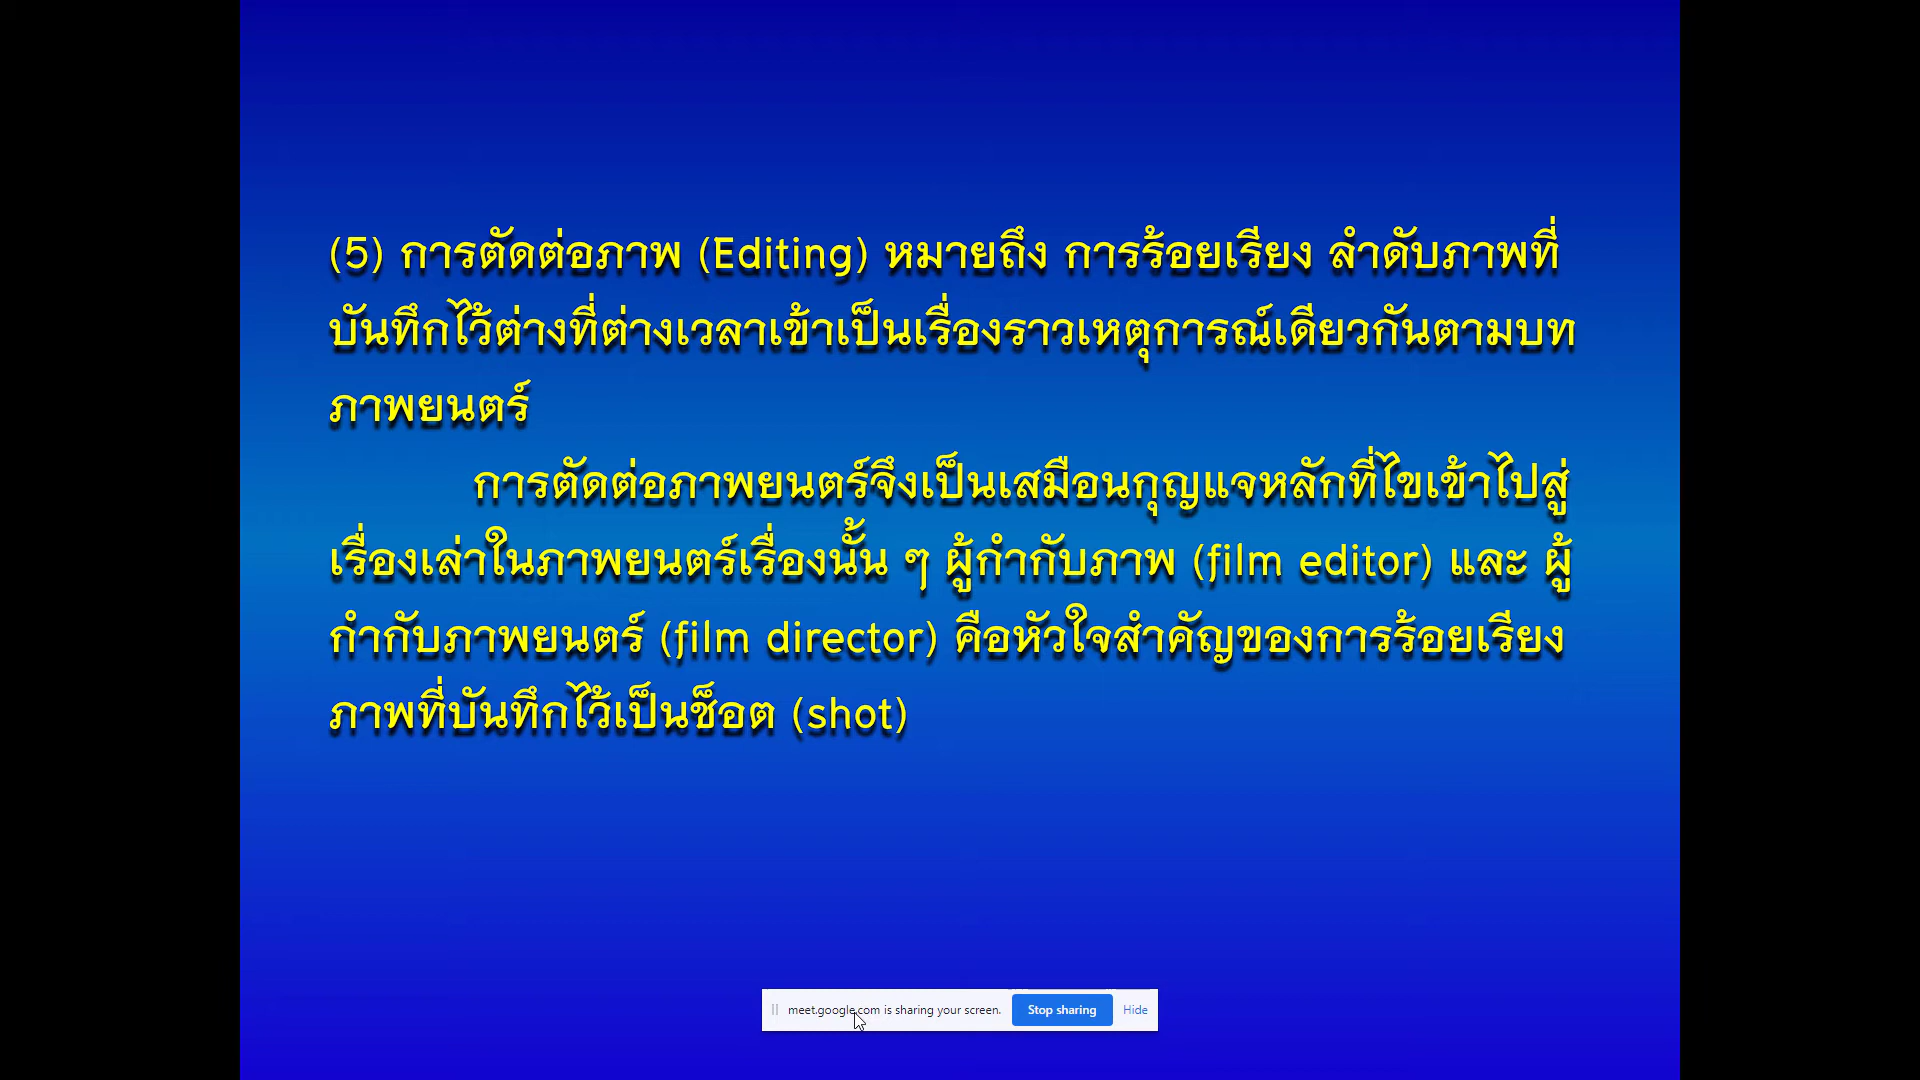 (5) การตัดต่อภาพ (Editing) หมายถึง การร้อยเรียง ลำดับภาพที่
บันทึกไว้ต่างที่ต่างเวลาเข้าเป็นเรื่องราวเหตุการณ์เดียวกันตามบท
ภาพยนตร์
การตัดต่อภาพยนตร์จึงเป็นเสมือนกุญแจหลักที่ไขเข้าไปสู่
เรื่องเล่าในภาพยนตร์เรื่องนั้น ๆ ผู้กำกับภาพ (film editor) และ ผู้
กำกับภาพยนตร์ (film director) คือหัวใจสำคัญของการร้อยเรียง
ภาพที่บันทึกไว้เป็นช็อต (shot)
meet.google.com is sharing your screen. Stop sharing Hide